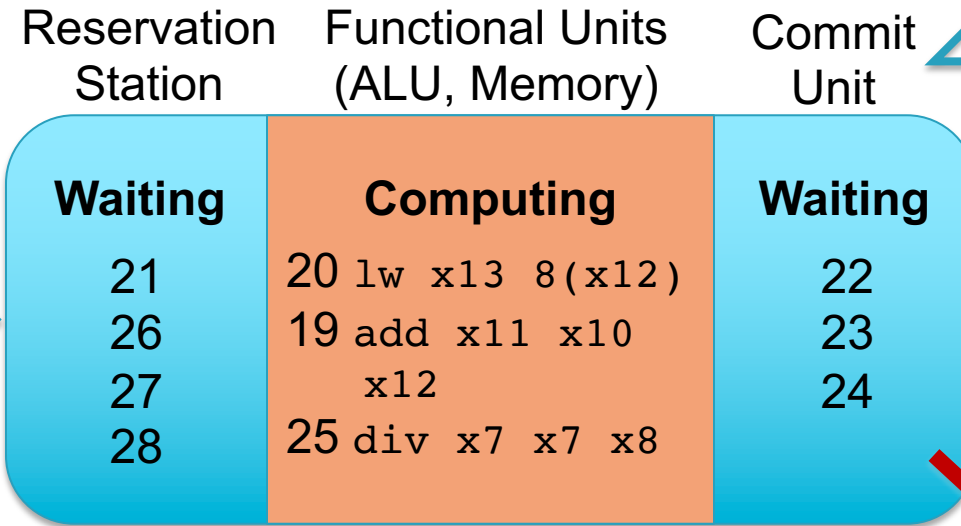 Reservation
Station
Functional Units
(ALU, Memory)
Commit
Unit
Waiting
21
26
27
28
Computing
20 lw x13 8(x12)
19 add x11 x10
x12
25 div x7 x7 x8
Waiting
22
23
24